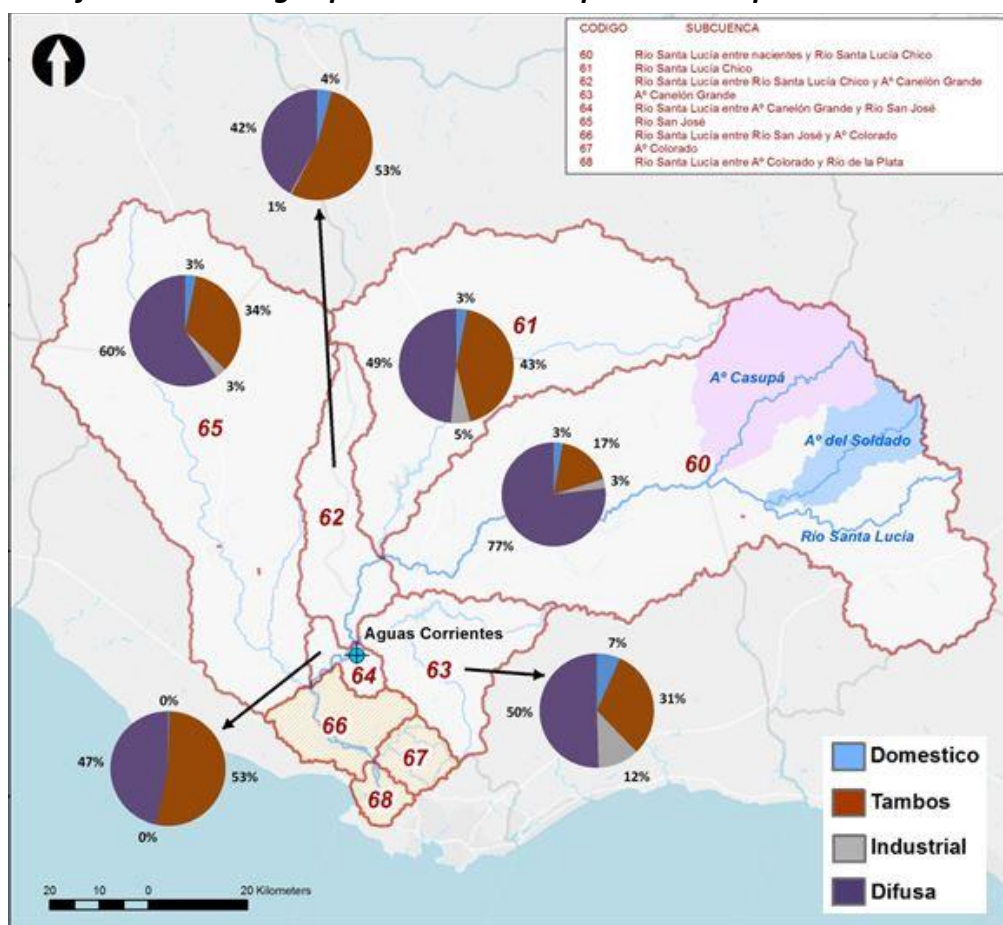 CODIGO SUBCUENCA
60 Río Santa Lucía entre nacientes y Río Santa Lucía Chico
61 Río Santa Lucía Chico
62 Río Santa Lucía entre Río Santa Lucía Chico y Aº Canelón Grande
63 Aº Canelón Grande
64 Río Santa Lucía entre Aº Canelón Grande y Río San José
65 Río San José
66 Río Santa Lucía entre Río San José y Aº Colorado
67 Aº Colorado
68 Río Santa Lucía entre Aº Colorado y Río de la Plata
4%
42%
53%
1%
3%
34%
60%
3%
65
3%
61
49%
43%
5%
Aº Casupá
Aº del Soldado
60
3%
17%
3%
77%
Río Santa Lucía
62
Aguas Corrientes
64
63
7%
31%
50%
12%
66
67
68
0%
47%
53%
0%
Domestico
Tambos
Industrial
Difusa
20 10 0 20 Kilometers